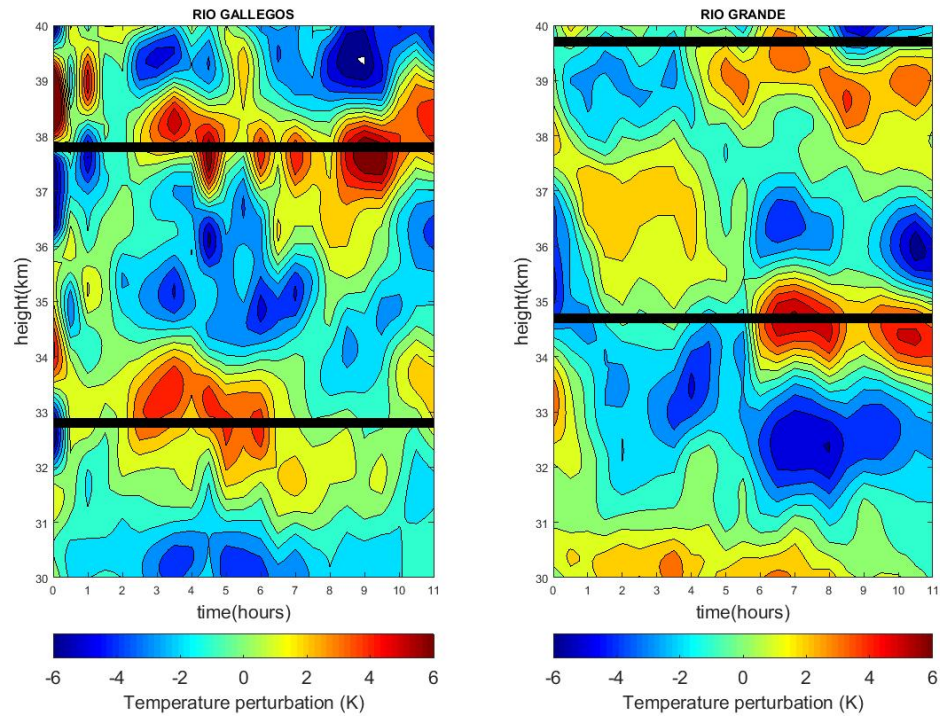 RIO GALLEGOS
40
39
38
37
36
35
34
33
32
31
30
height(km)
0 1 2 3 4 5 6 7 8 9 10 11
time(hours)
-6 -4 -2 0 2 4 6
Temperature perturbation (K)
RIO GRANDE
40
39
38
37
36
35
34
33
32
31
30
height(km)
0 1 2 3 4 5 6 7 8 9 10 11
time(hours)
-6 -4 -2 0 2 4 6
Temperature perturbation (K)